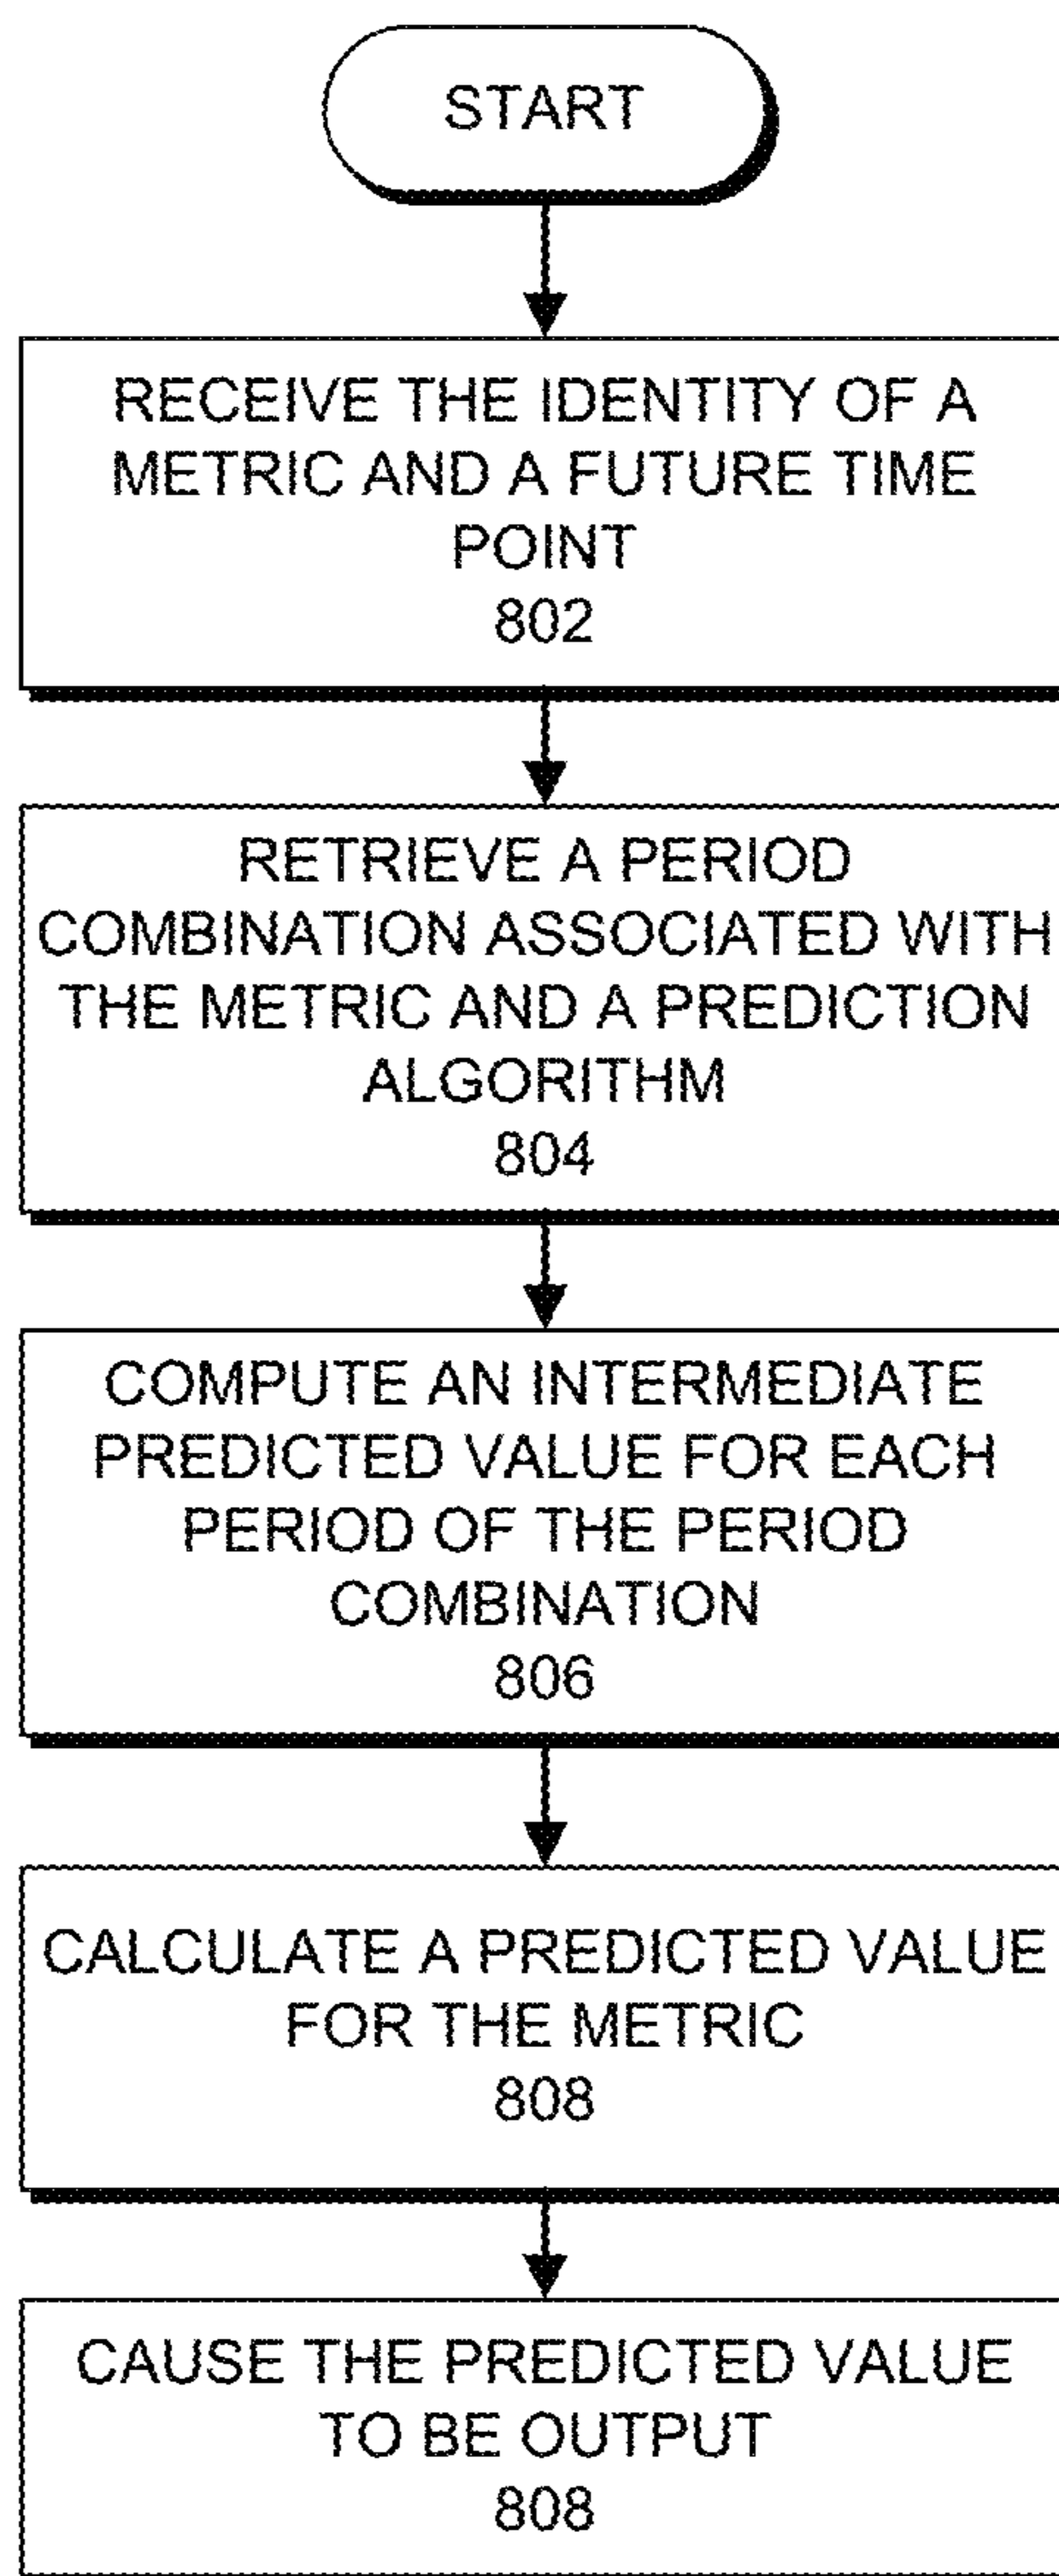 START
RECEIVE THE IDENTITY OF A
METRIC AND A FUTURE TIME
POINT
802
RETRIEVE A PERIOD
COMBINATION ASSOCIATED WITH
THE METRIC AND A PREDICTION
ALGORITHM
804
COMPUTE AN INTERMEDIATE
PREDICTED VALUE FOR EACH
PERIOD OF THE PERIOD
COMBINATION
806
CALCULATE A PREDICTED VALUE
FOR THE METRIC
808
CAUSE THE PREDICTED VALUE
TO BE OUTPUT
808